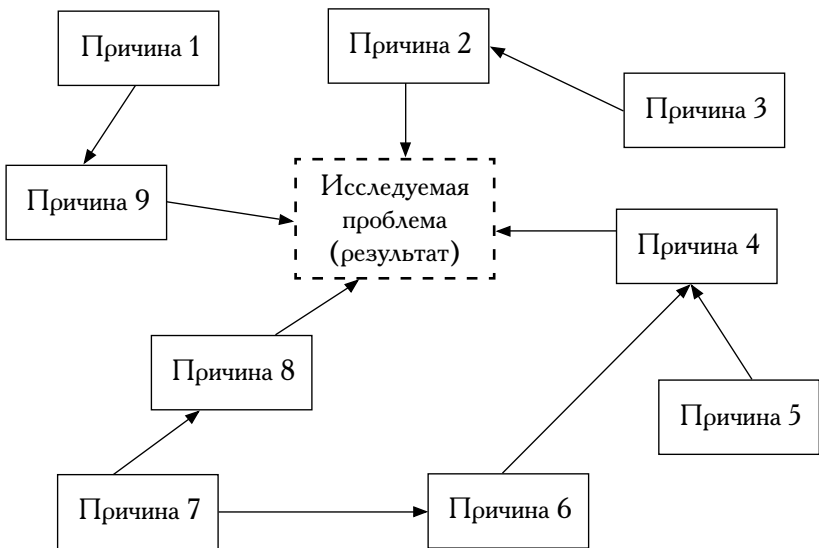 Причина 1
Причина 2
Причина 3
Причина 9
Исследуемая
проблема
(результат)
Причина 4
Причина 8
Причина 5
Причина 7
Причина 6